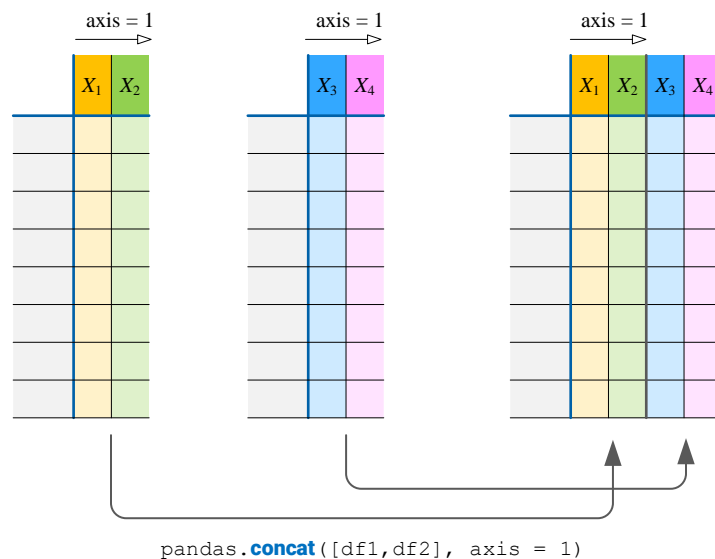 axis = 1
axis = 1
axis = 1
X₁ X₂
X₃ X₄
X₁ X₂ X₃ X₄
pandas.concat([df1,df2], axis = 1)